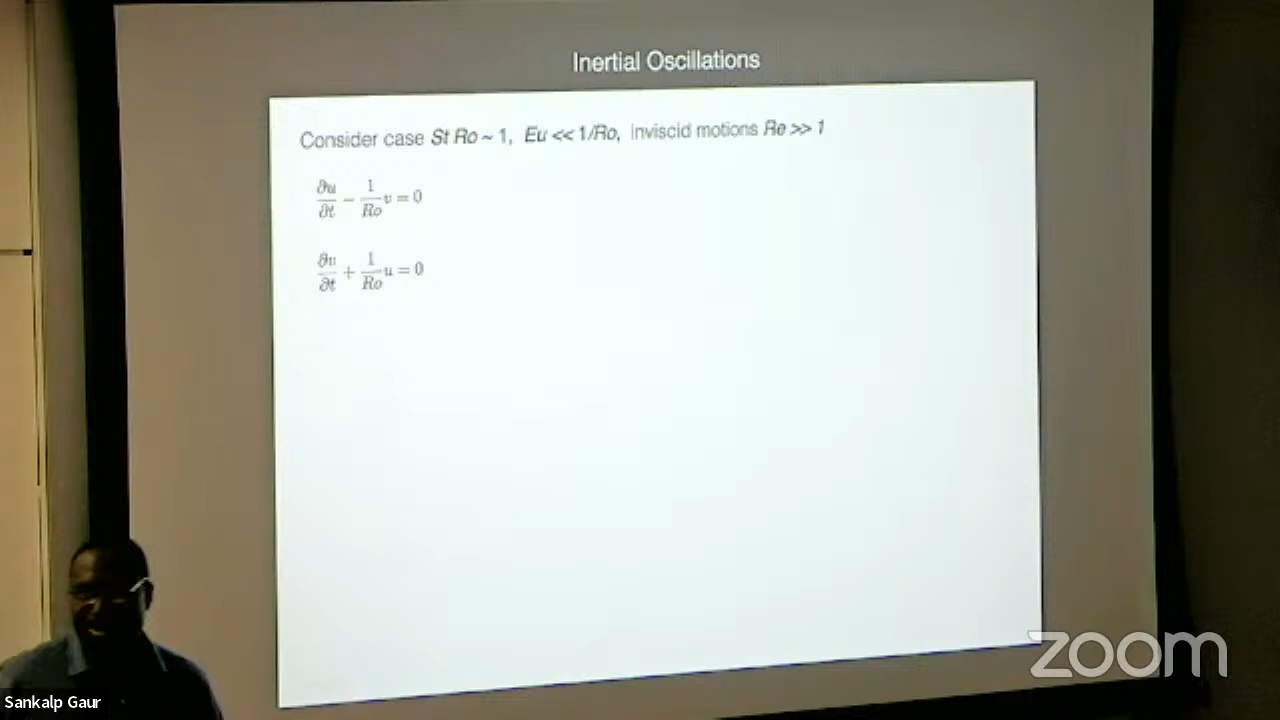 Inertial Oscillations
Consider case St Ro ~ 1, Eu << 1/Ro, inviscid motions Re >> 1
∂u/∂t − 1/Ro v = 0
∂v/∂t + 1/Ro u = 0
zoom
Sankalp Gaur